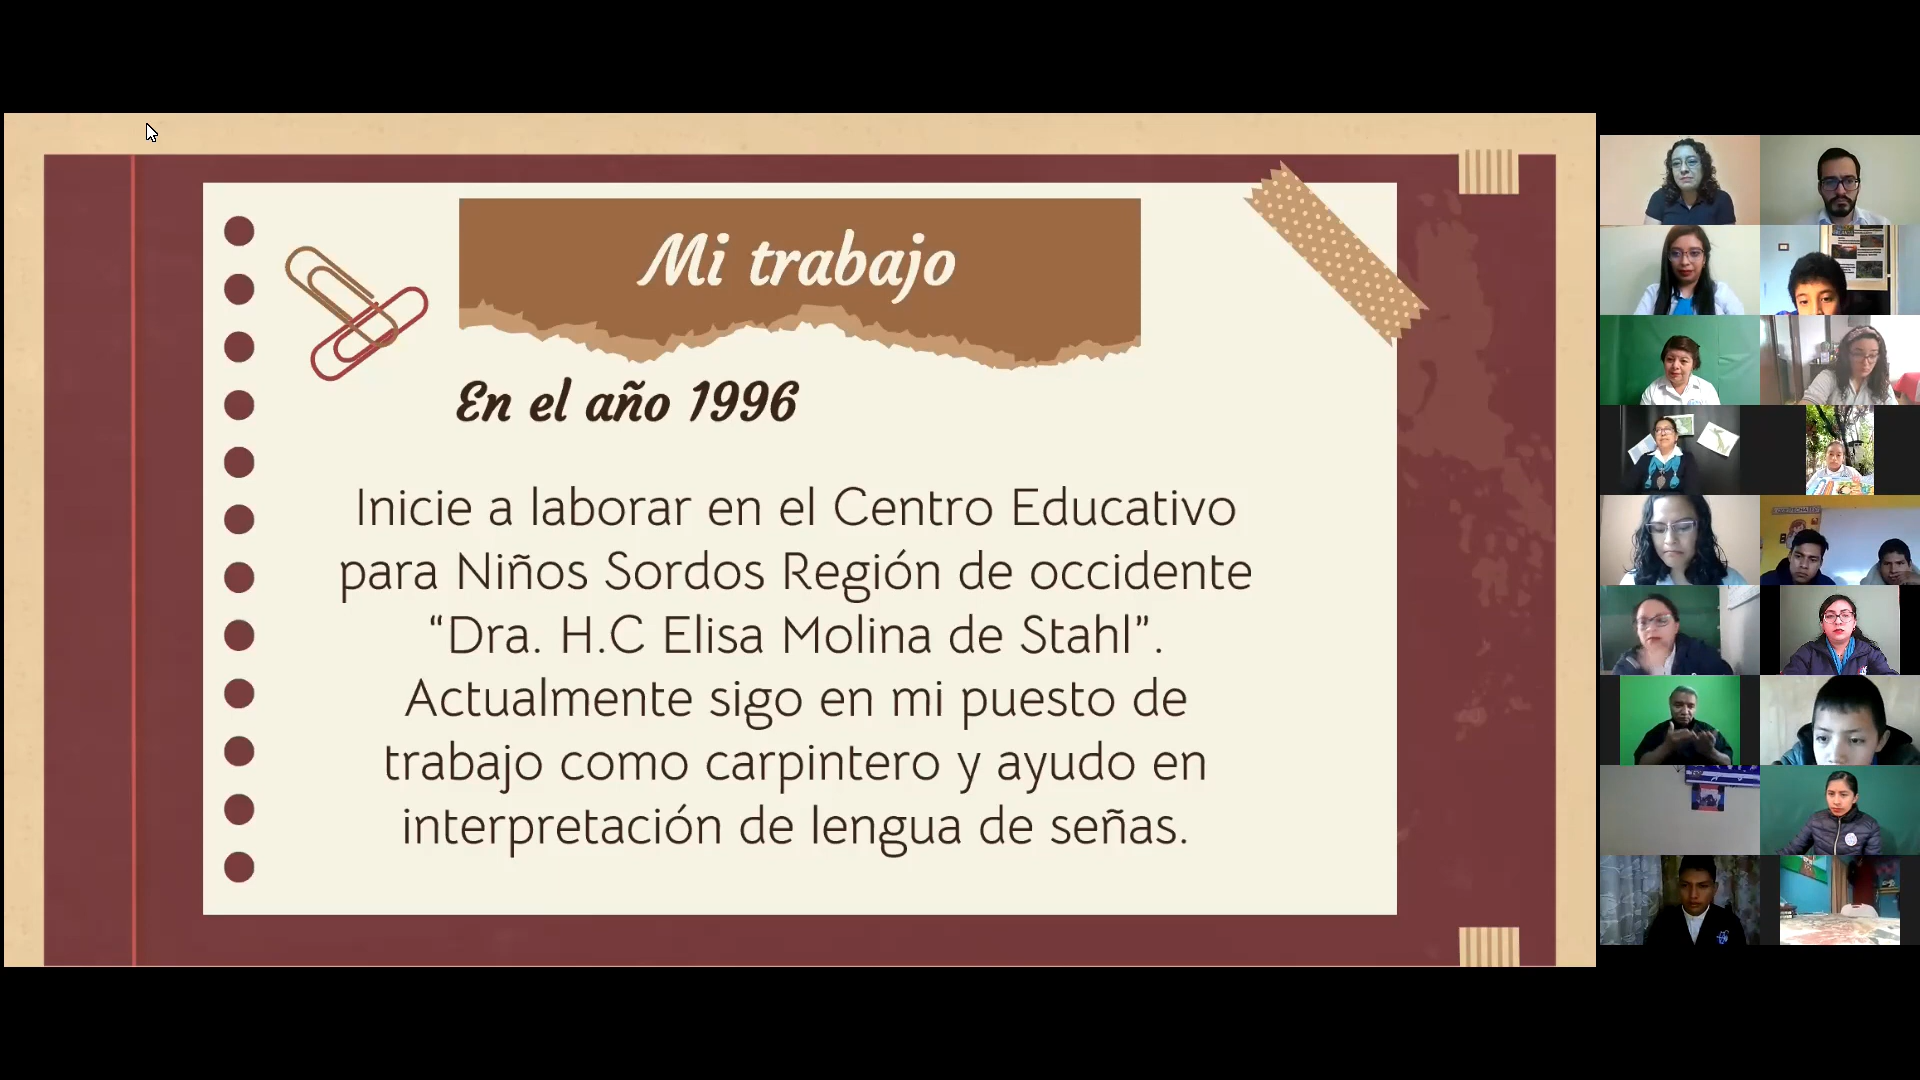 Mi trabajo
En el año 1996
Inicie a laborar en el Centro Educativo
para Niños Sordos Región de occidente
“Dra. H.C Elisa Molina de Stahl”.
Actualmente sigo en mi puesto de
trabajo como carpintero y ayudo en
interpretación de lengua de señas.